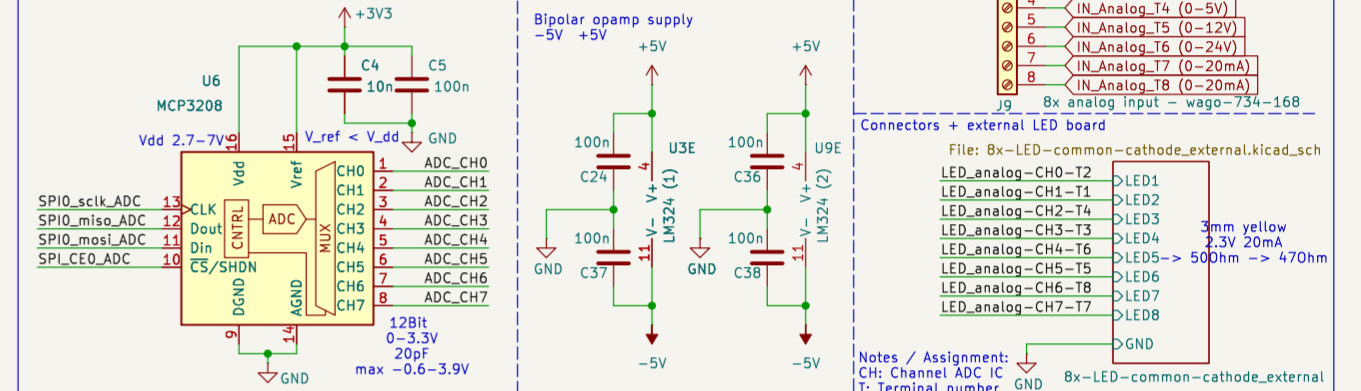 +3V3
C4
10n
C5
100n
U6
MCP3208
GND
Vdd 2.7-7V
16
15
V_ref < V_dd
Vdd
Vref
CH0
1
ADC_CH0
CH1
2
ADC_CH1
CH2
3
ADC_CH2
CH3
4
ADC_CH3
CH4
5
ADC_CH4
CH5
6
ADC_CH5
CH6
7
ADC_CH6
CH7
8
ADC_CH7
SPI0_sclk_ADC
13
CLK
SPI0_miso_ADC
12
Dout
SPI0_mosi_ADC
11
Din
SPI_CE0_ADC
10
CS/SHDN
CNTRL
ADC
MUX
DGND
AGND
9
14
GND
12Bit
0-3.3V
20pF
max -0.6-3.9V
Bipolar opamp supply
-5V +5V
+5V
100n
C24
4
V+
U3E
LM324 (1)
GND
100n
C37
11
V-
-5V
+5V
100n
C36
4
V+
U9E
LM324 (2)
GND
100n
C38
11
V-
-5V
4
IN_Analog_T4 (0-5V)
5
IN_Analog_T5 (0-12V)
6
IN_Analog_T6 (0-24V)
7
IN_Analog_T7 (0-20mA)
8
IN_Analog_T8 (0-20mA)
J9
8x analog input - wago-734-168
Connectors + external LED board
File: 8x-LED-common-cathode_external.kicad_sch
LED_analog-CH0-T2
LED1
LED_analog-CH1-T1
LED2
LED_analog-CH2-T4
LED3
LED_analog-CH3-T3
LED4
LED_analog-CH4-T6
LED5
LED_analog-CH5-T5
LED6
LED_analog-CH6-T8
LED7
LED_analog-CH7-T7
LED8
3mm yellow
2.3V 20mA
-> 50Ohm -> 47Ohm
GND
GND
8x-LED-common-cathode_external
Notes / Assignment:
CH: Channel ADC IC
T: Terminal number